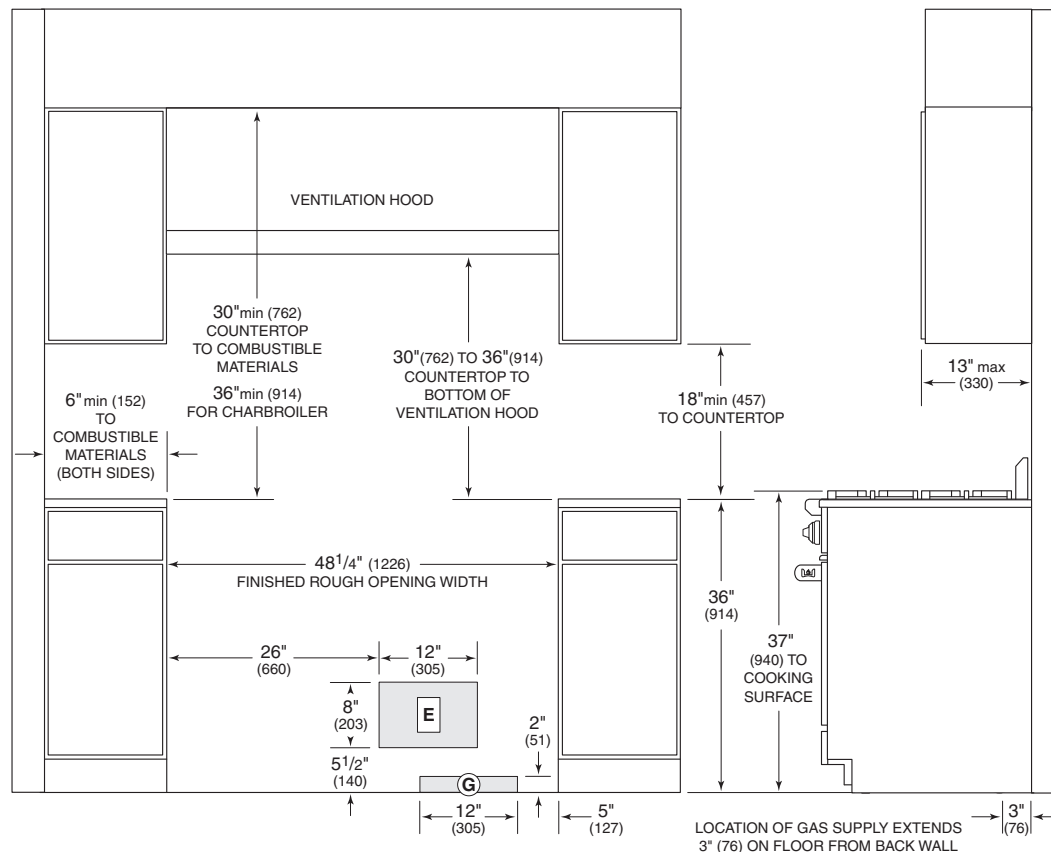 VENTILATION HOOD
30" min (762)
COUNTERTOP
TO COMBUSTIBLE
MATERIALS
36" min (914)
FOR CHARBROILER
30" (762) TO 36" (914)
COUNTERTOP TO
BOTTOM OF
VENTILATION HOOD
6" min (152)
TO
COMBUSTIBLE
MATERIALS
(BOTH SIDES)
18" min (457)
TO COUNTERTOP
13" max
(330)
48 1/4" (1226)
FINISHED ROUGH OPENING WIDTH
26"
(660)
12"
(305)
8"
(203)
E
5 1/2"
(140)
2"
(51)
G
12"
(305)
5"
(127)
36"
(914)
37"
(940) TO
COOKING
SURFACE
3"
(76)
LOCATION OF GAS SUPPLY EXTENDS
3" (76) ON FLOOR FROM BACK WALL